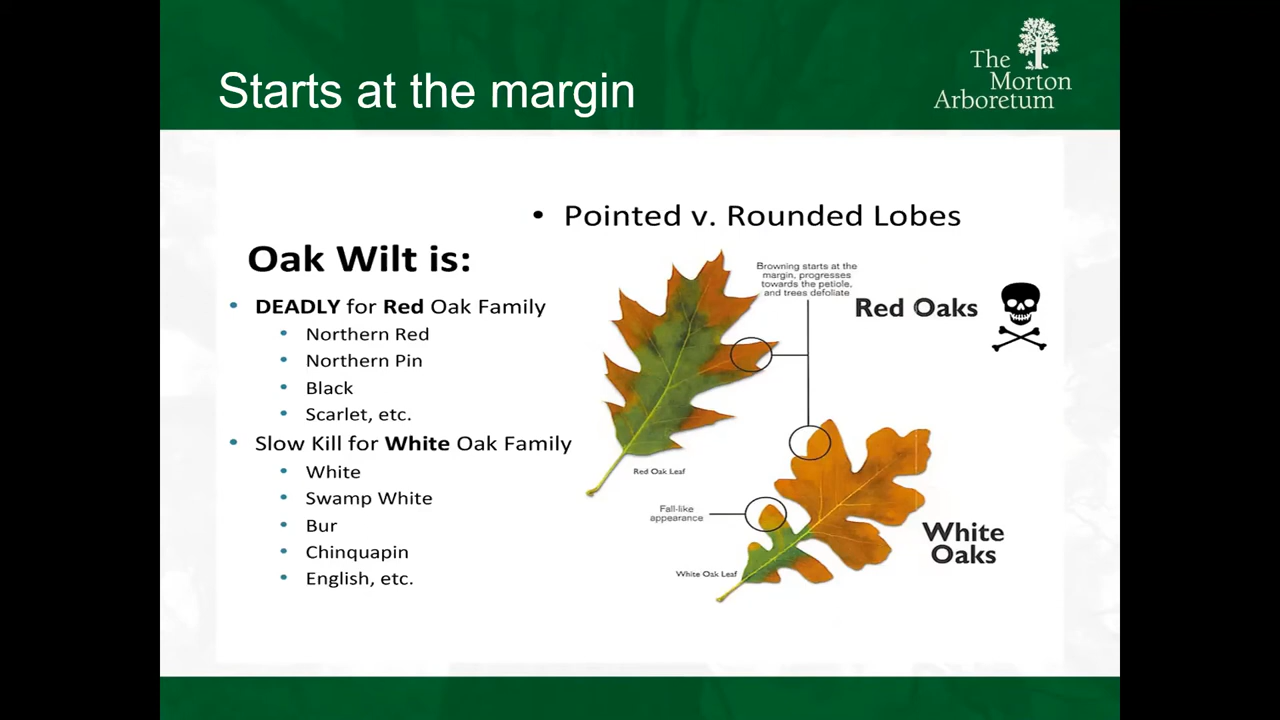 Starts at the margin
The
Morton
Arboretum
• Pointed v. Rounded Lobes
Oak Wilt is:
• DEADLY for Red Oak Family
• Northern Red
• Northern Pin
• Black
• Scarlet, etc.
• Slow Kill for White Oak Family
• White
• Swamp White
• Bur
• Chinquapin
• English, etc.
Browning starts at the
margin, progresses
towards the petiole,
and trees defoliate
Red Oaks
Red Oak Leaf
Fall-like
appearance
White Oak Leaf
White
Oaks